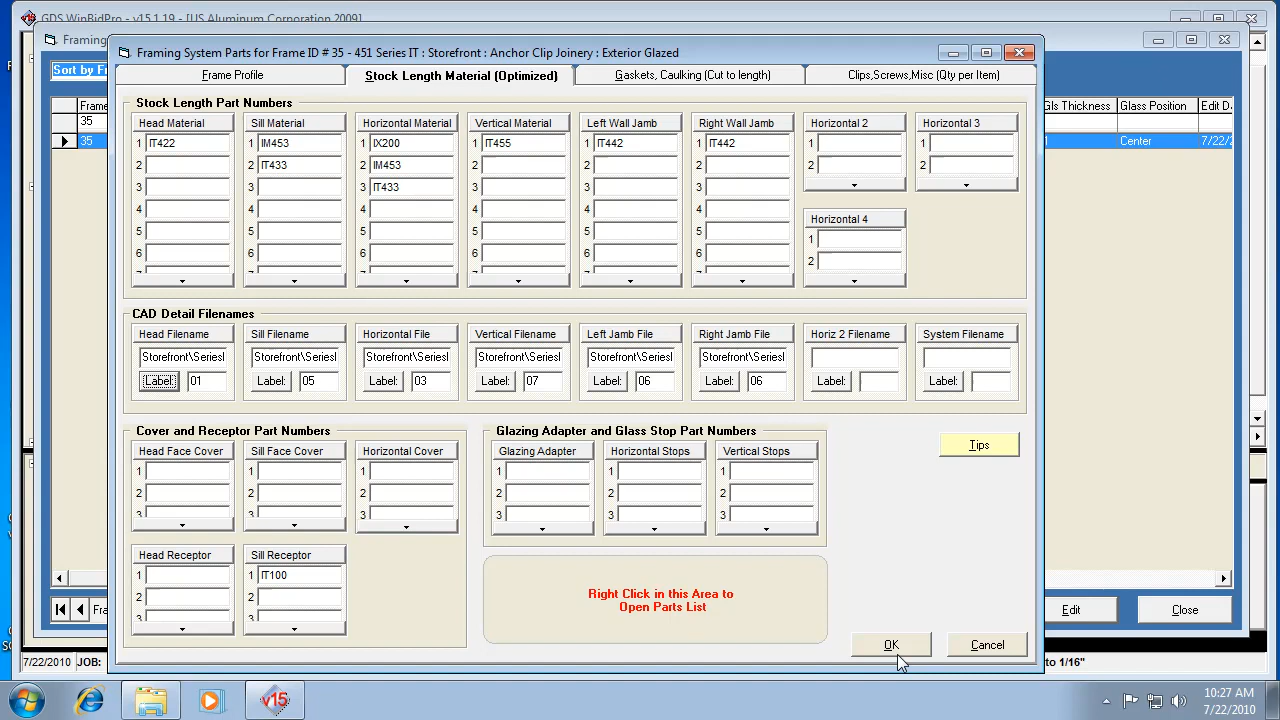 GDS WinBidPro - v15.1.19 - [US Aluminum Corporation 2009]
Framing
Framing System Parts for Frame ID # 35 - 451 Series IT : Storefront : Anchor Clip Joinery : Exterior Glazed
Frame Profile
Stock Length Material (Optimized)
Gaskets, Caulking (Cut to length)
Clips,Screws,Misc (Qty per Item)
Sort by Fr
Frame
35
35
Gls Thickness
Glass Position
Edit D
Center
7/22/2
Stock Length Part Numbers
Head Material
1 IT422
2
3
4
5
6
Sill Material
1 IM453
2 IT433
3
4
5
6
Horizontal Material
1 IX200
2 IM453
3 IT433
4
5
6
Vertical Material
1 IT455
2
3
4
5
6
Left Wall Jamb
1 IT442
2
3
4
5
6
Right Wall Jamb
1 IT442
2
3
4
5
6
Horizontal 2
1
2
Horizontal 3
1
2
Horizontal 4
1
2
CAD Detail Filenames
Head Filename
Storefront\Series\
Label: 01
Sill Filename
Storefront\Series\
Label: 05
Horizontal File
Storefront\Series\
Label: 03
Vertical Filename
Storefront\Series\
Label: 07
Left Jamb File
Storefront\Series\
Label: 06
Right Jamb File
Storefront\Series\
Label: 06
Horiz 2 Filename
Label:
System Filename
Label:
Cover and Receptor Part Numbers
Head Face Cover
1
2
3
Sill Face Cover
1
2
3
Horizontal Cover
1
2
3
Head Receptor
1
2
3
Sill Receptor
1 IT100
2
3
Glazing Adapter and Glass Stop Part Numbers
Glazing Adapter
1
2
3
Horizontal Stops
1
2
3
Vertical Stops
1
2
3
Tips
Right Click in this Area to
Open Parts List
OK
Cancel
Fra
Edit
Close
7/22/2010
JOB:
to 1/16"
v15
10:27 AM
7/22/2010